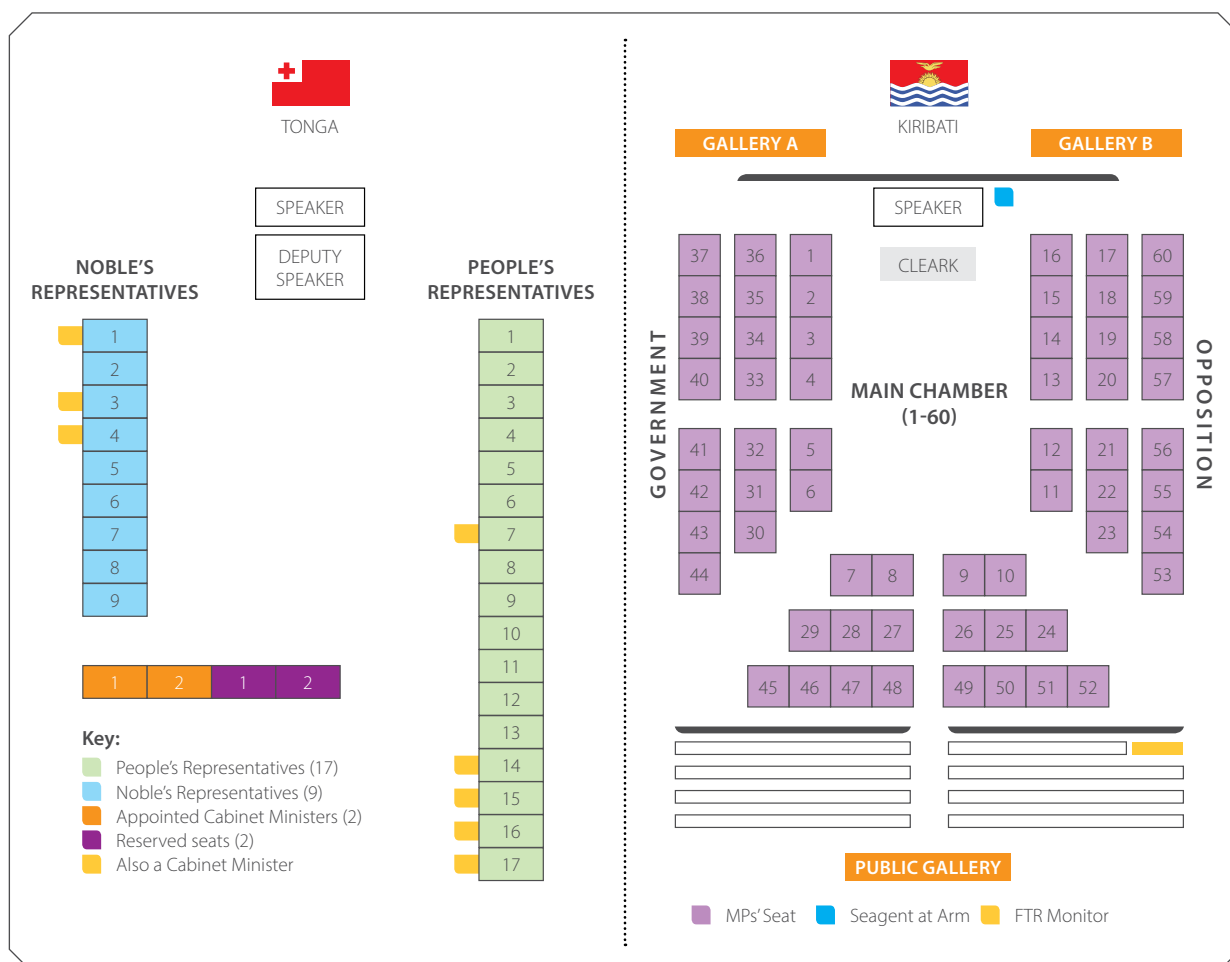 TONGA
SPEAKER
DEPUTY
SPEAKER
NOBLE'S
REPRESENTATIVES
1
2
3
4
5
6
7
8
9
PEOPLE'S
REPRESENTATIVES
1
2
3
4
5
6
7
8
9
10
11
12
13
14
15
16
17
1 2 1 2
Key:
People's Representatives (17)
Noble's Representatives (9)
Appointed Cabinet Ministers (2)
Reserved seats (2)
Also a Cabinet Minister
KIRIBATI
GALLERY A
GALLERY B
SPEAKER
CLEARK
GOVERNMENT
MAIN CHAMBER
(1-60)
OPPOSITION
37 36 1 16 17 60
38 35 2 15 18 59
39 34 3 14 19 58
40 33 4 13 20 57
41 32 5 12 21 56
42 31 6 11 22 55
43 30 23 54
44 7 8 9 10 53
29 28 27 26 25 24
45 46 47 48 49 50 51 52
PUBLIC GALLERY
MPs' Seat Seagent at Arm FTR Monitor